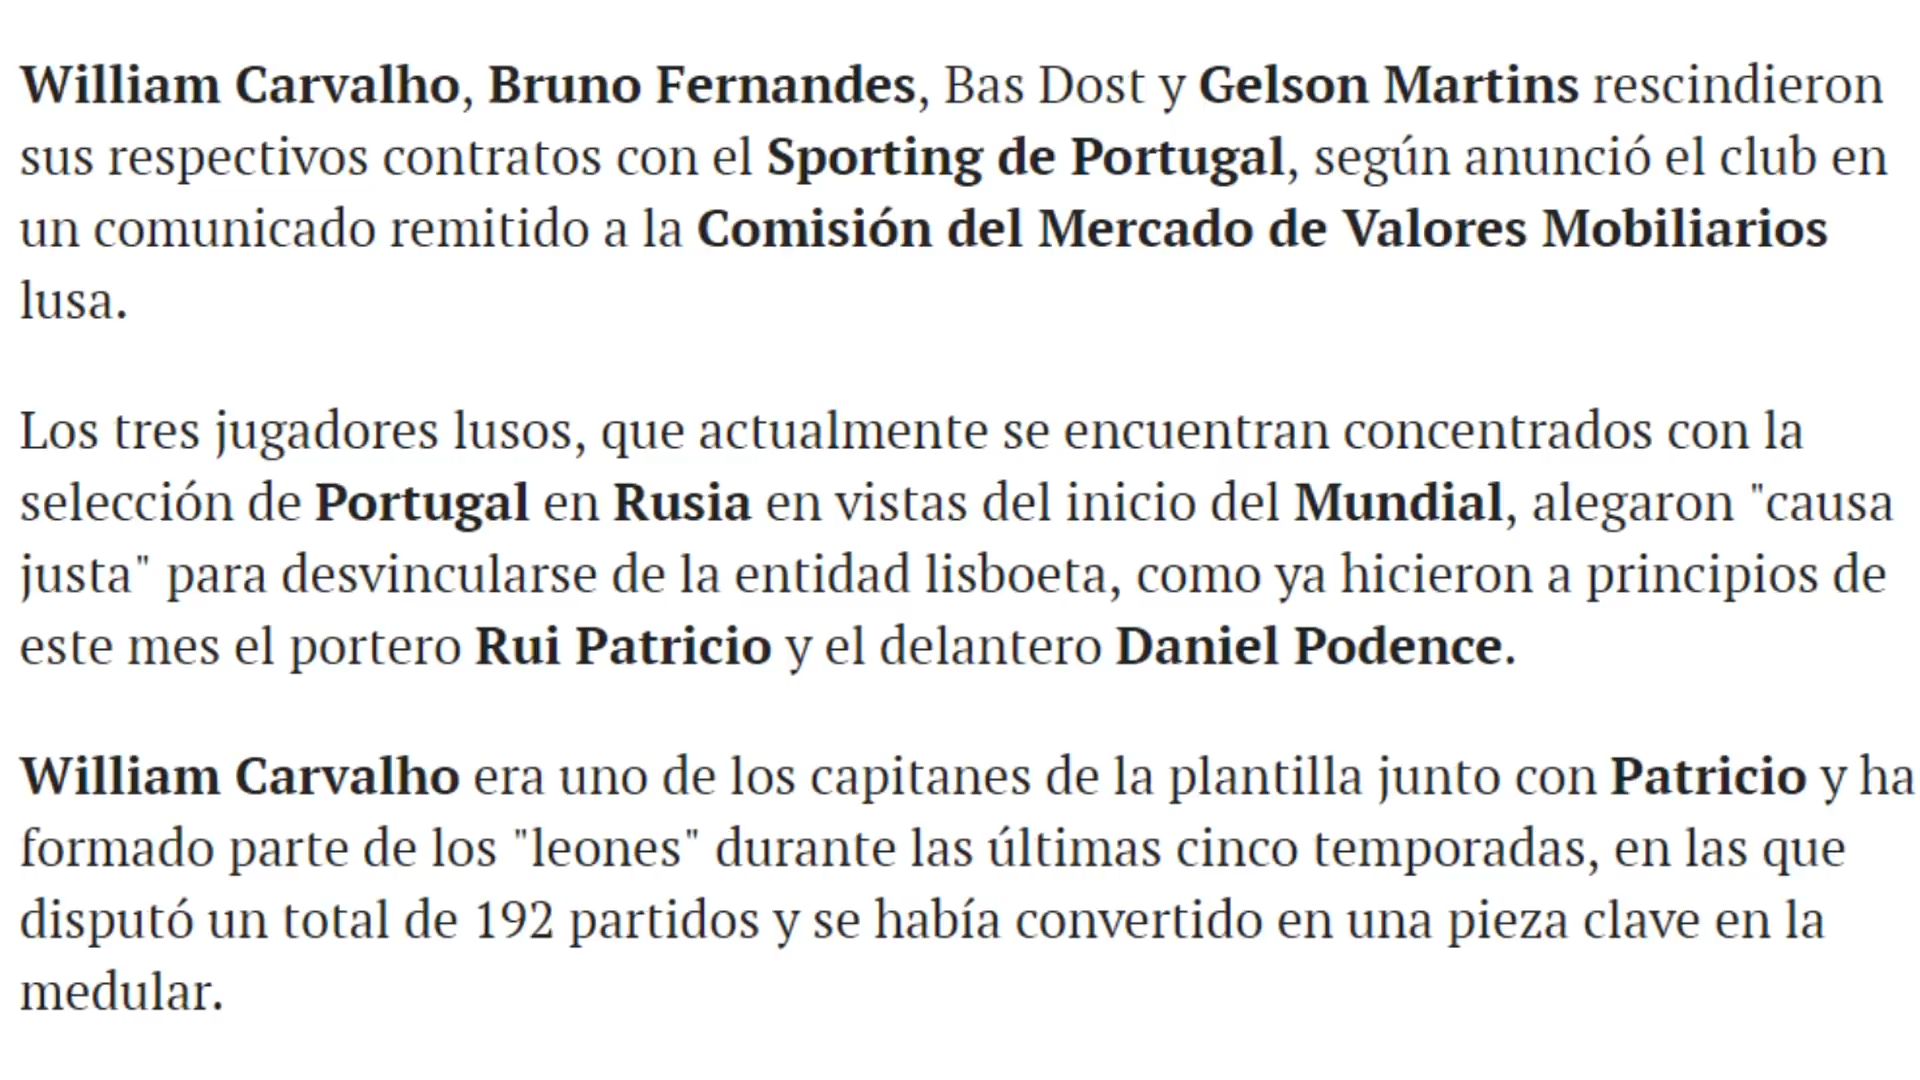 William Carvalho, Bruno Fernandes, Bas Dost y Gelson Martins rescindieron
sus respectivos contratos con el Sporting de Portugal, según anunció el club en
un comunicado remitido a la Comisión del Mercado de Valores Mobiliarios
lusa.
Los tres jugadores lusos, que actualmente se encuentran concentrados con la
selección de Portugal en Rusia en vistas del inicio del Mundial, alegaron "causa
justa" para desvincularse de la entidad lisboeta, como ya hicieron a principios de
este mes el portero Rui Patricio y el delantero Daniel Podence.
William Carvalho era uno de los capitanes de la plantilla junto con Patricio y ha
formado parte de los "leones" durante las últimas cinco temporadas, en las que
disputó un total de 192 partidos y se había convertido en una pieza clave en la
medular.